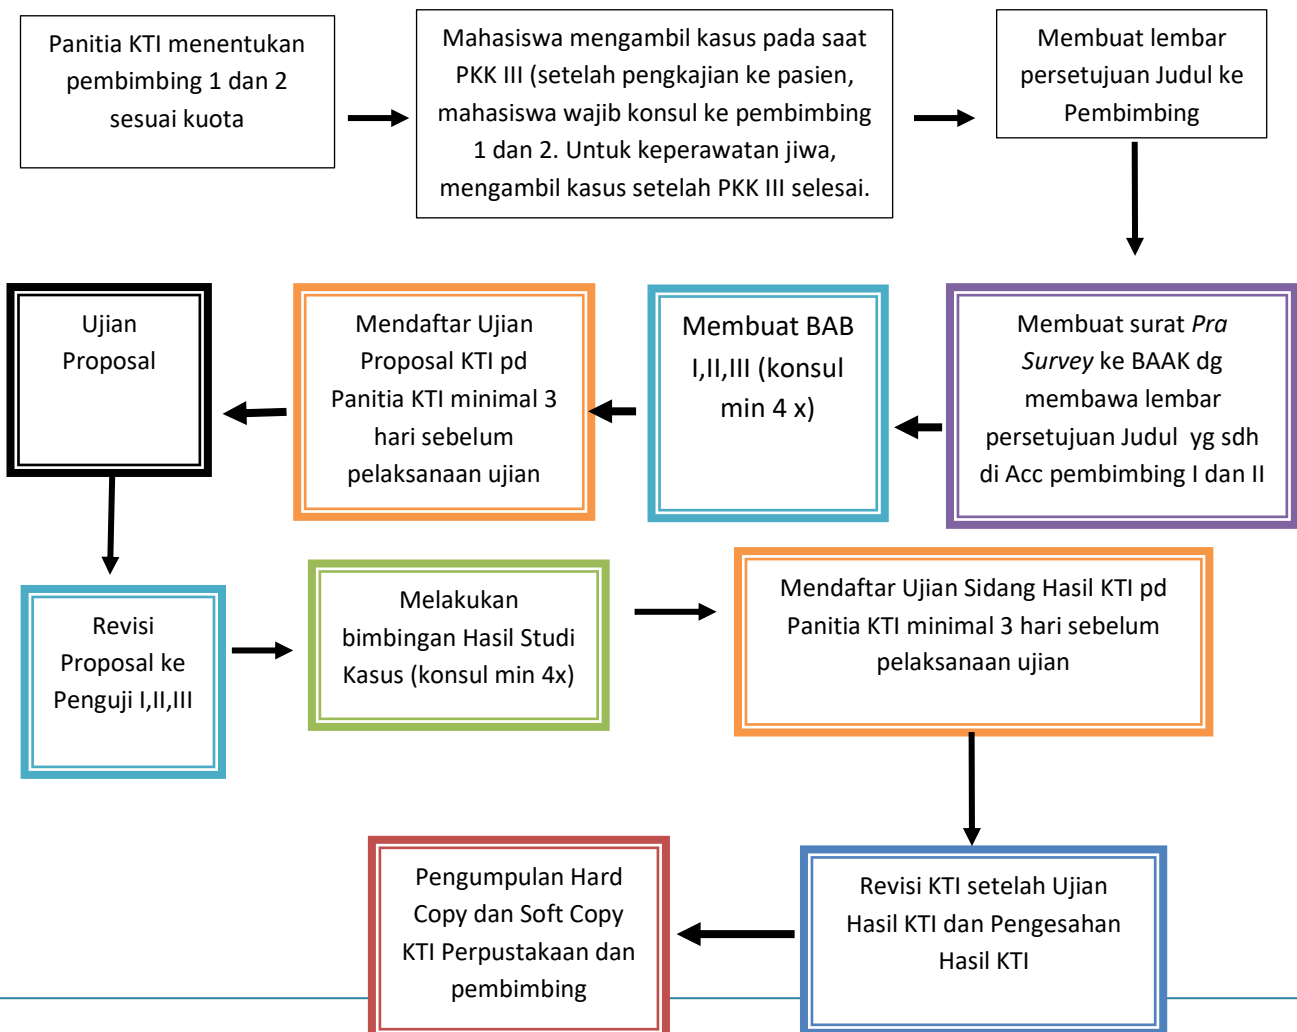 Panitia KTI menentukan
pembimbing 1 dan 2
sesuai kuota
Mahasiswa mengambil kasus pada saat
PKK III (setelah pengkajian ke pasien,
mahasiswa wajib konsul ke pembimbing
1 dan 2. Untuk keperawatan jiwa,
mengambil kasus setelah PKK III selesai.
Membuat lembar
persetujuan Judul ke
Pembimbing
Membuat surat Pra
Survey ke BAAK dg
membawa lembar
persetujuan Judul yg sdh
di Acc pembimbing I dan II
Membuat BAB
I,II,III (konsul
min 4 x)
Mendaftar Ujian
Proposal KTI pd
Panitia KTI minimal 3
hari sebelum
pelaksanaan ujian
Ujian
Proposal
Revisi
Proposal ke
Penguji I,II,III
Melakukan
bimbingan Hasil Studi
Kasus (konsul min 4x)
Mendaftar Ujian Sidang Hasil KTI pd
Panitia KTI minimal 3 hari sebelum
pelaksanaan ujian
Revisi KTI setelah Ujian
Hasil KTI dan Pengesahan
Hasil KTI
Pengumpulan Hard
Copy dan Soft Copy
KTI Perpustakaan dan
pembimbing